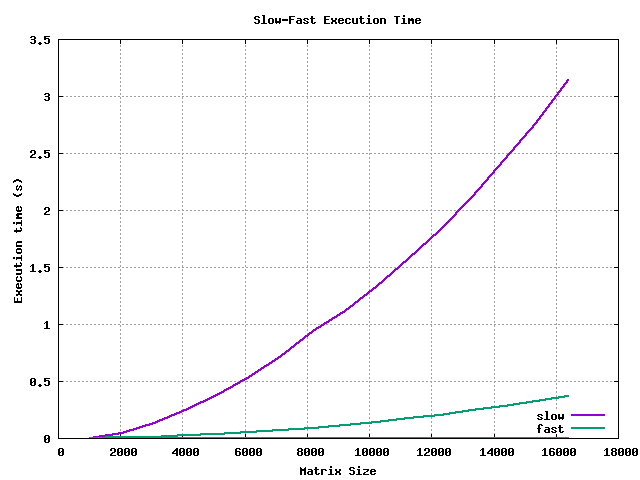 Slow-Fast Execution Time
3.5
3
2.5
2
1.5
1
0.5
0
Execution time (s)
0 2000 4000 6000 8000 10000 12000 14000 16000 18000
Matrix Size
slow
fast